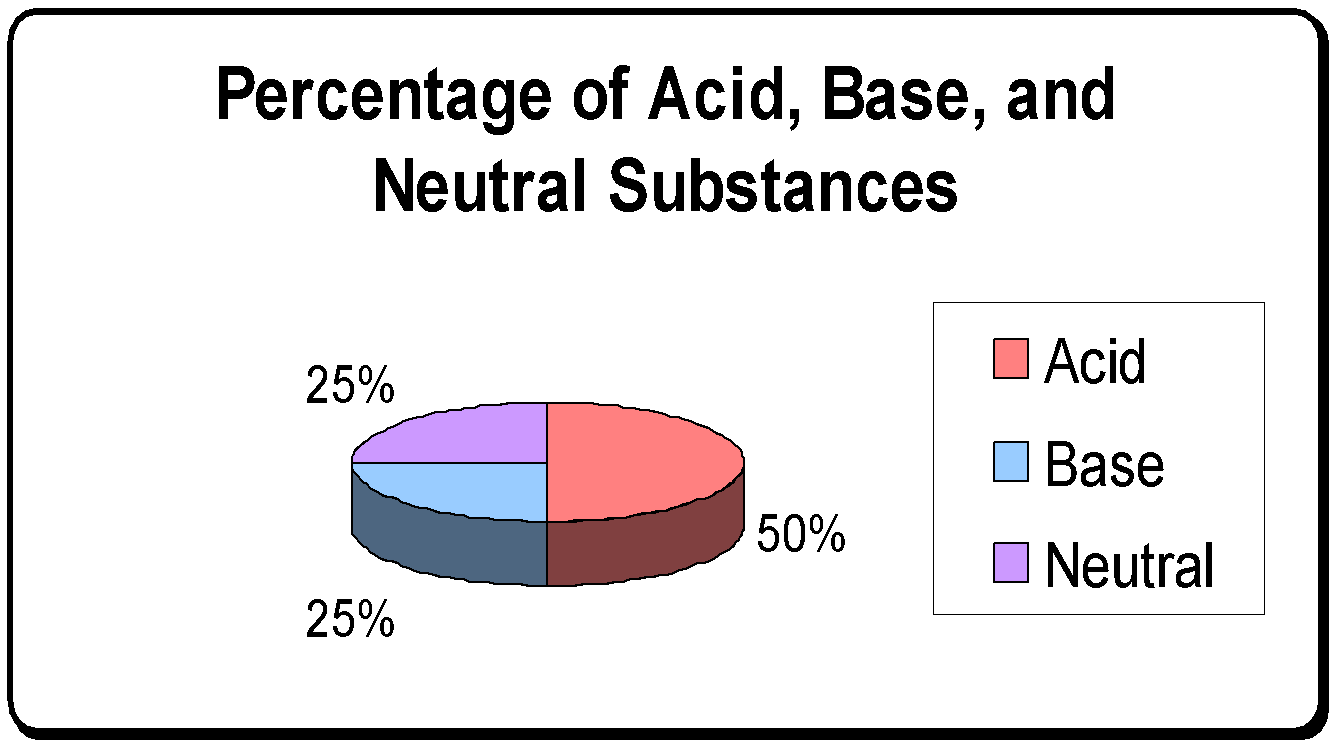 Percentage of Acid, Base, and
Neutral Substances
25%
50%
25%
Acid
Base
Neutral